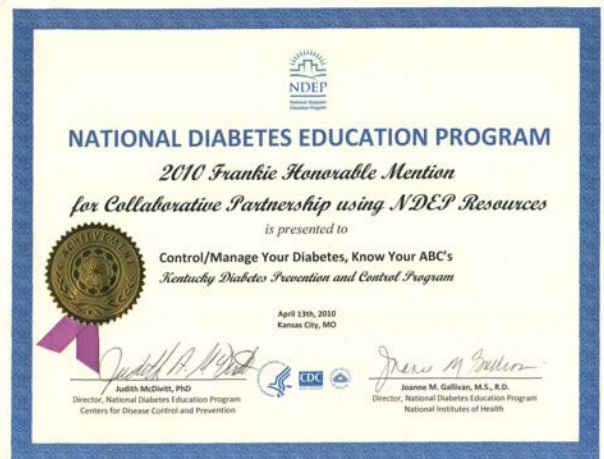 NDEP
National Diabetes
Education Program
NATIONAL DIABETES EDUCATION PROGRAM
2010 Frankie Honorable Mention
for Collaborative Partnership using NDEP Resources
is presented to
ACHIEVEMENT
Control/Manage Your Diabetes, Know Your ABC's
Kentucky Diabetes Prevention and Control Program
April 13th, 2010
Kansas City, MO
CDC
Judith McDivitt, PhD
Director, National Diabetes Education Program
Centers for Disease Control and Prevention
Joanne M. Gallivan, M.S., R.D.
Director, National Diabetes Education Program
National Institutes of Health